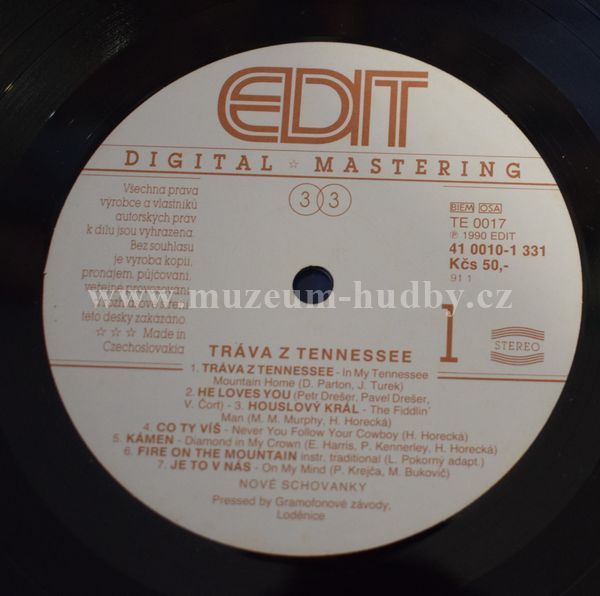 EDIT
DIGITAL ☆ MASTERING
33
Všechna práva
výrobce a vlastníků
autorských práv
k dílu jsou vyhrazena.
Bez souhlasu
je výroba kopií,
pronájem, půjčování,
veřejné provozování
této desky zakázáno.
☆☆☆ Made in
Czechoslovakia
BIEM OSA
TE 0017
℗ 1990 EDIT
41 0010-1 331
Kčs 50,-
91 1
1
STEREO
www.muzeum-hudby.cz
TRÁVA Z TENNESSEE
1. TRÁVA Z TENNESSEE - In My Tennessee
Mountain Home (D. Parton, J. Turek)
2. HE LOVES YOU (Petr Drešer, Pavel Drešer,
V. Čort) - 3. HOUSLOVÝ KRÁL - The Fiddlin'
Man (M. M. Murphy, H. Horecká)
4. CO TY VÍŠ - Never You Follow Your Cowboy (H. Horecká)
5. KÁMEN - Diamond in My Crown (E. Harris, P. Kennerley, H. Horecká)
6. FIRE ON THE MOUNTAIN instr. traditional (L. Pokorný adapt.)
7. JE TO V NÁS - On My Mind (P. Krejča, M. Bukovič)
NOVÉ SCHOVANKY
Pressed by Gramofonové závody,
Loděnice